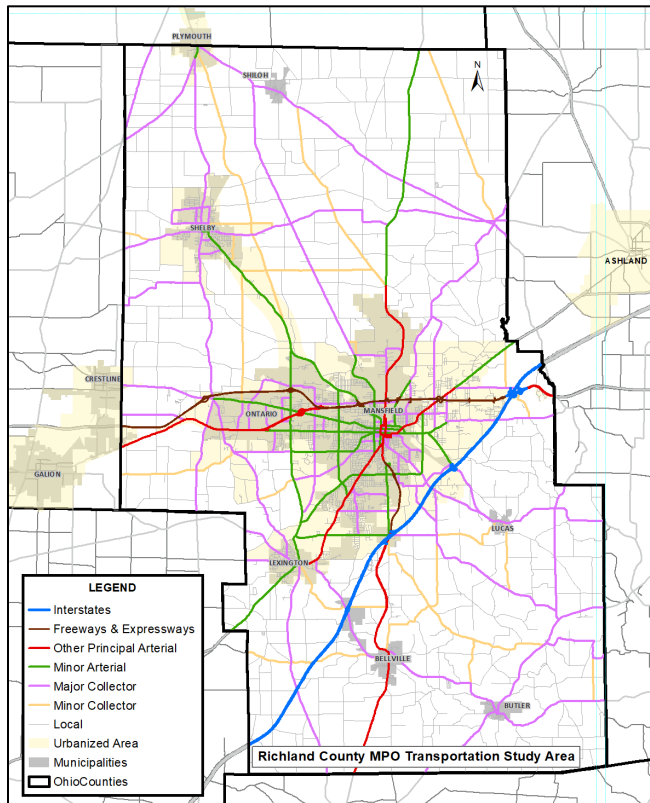 PLYMOUTH
SHILOH
N
SHELBY
ASHLAND
CRESTLINE
ONTARIO
MANSFIELD
GALION
LUCAS
LEXINGTON
BELLVILLE
BUTLER
LEGEND
Interstates
Freeways & Expressways
Other Principal Arterial
Minor Arterial
Major Collector
Minor Collector
Local
Urbanized Area
Municipalities
OhioCounties
Richland County MPO Transportation Study Area